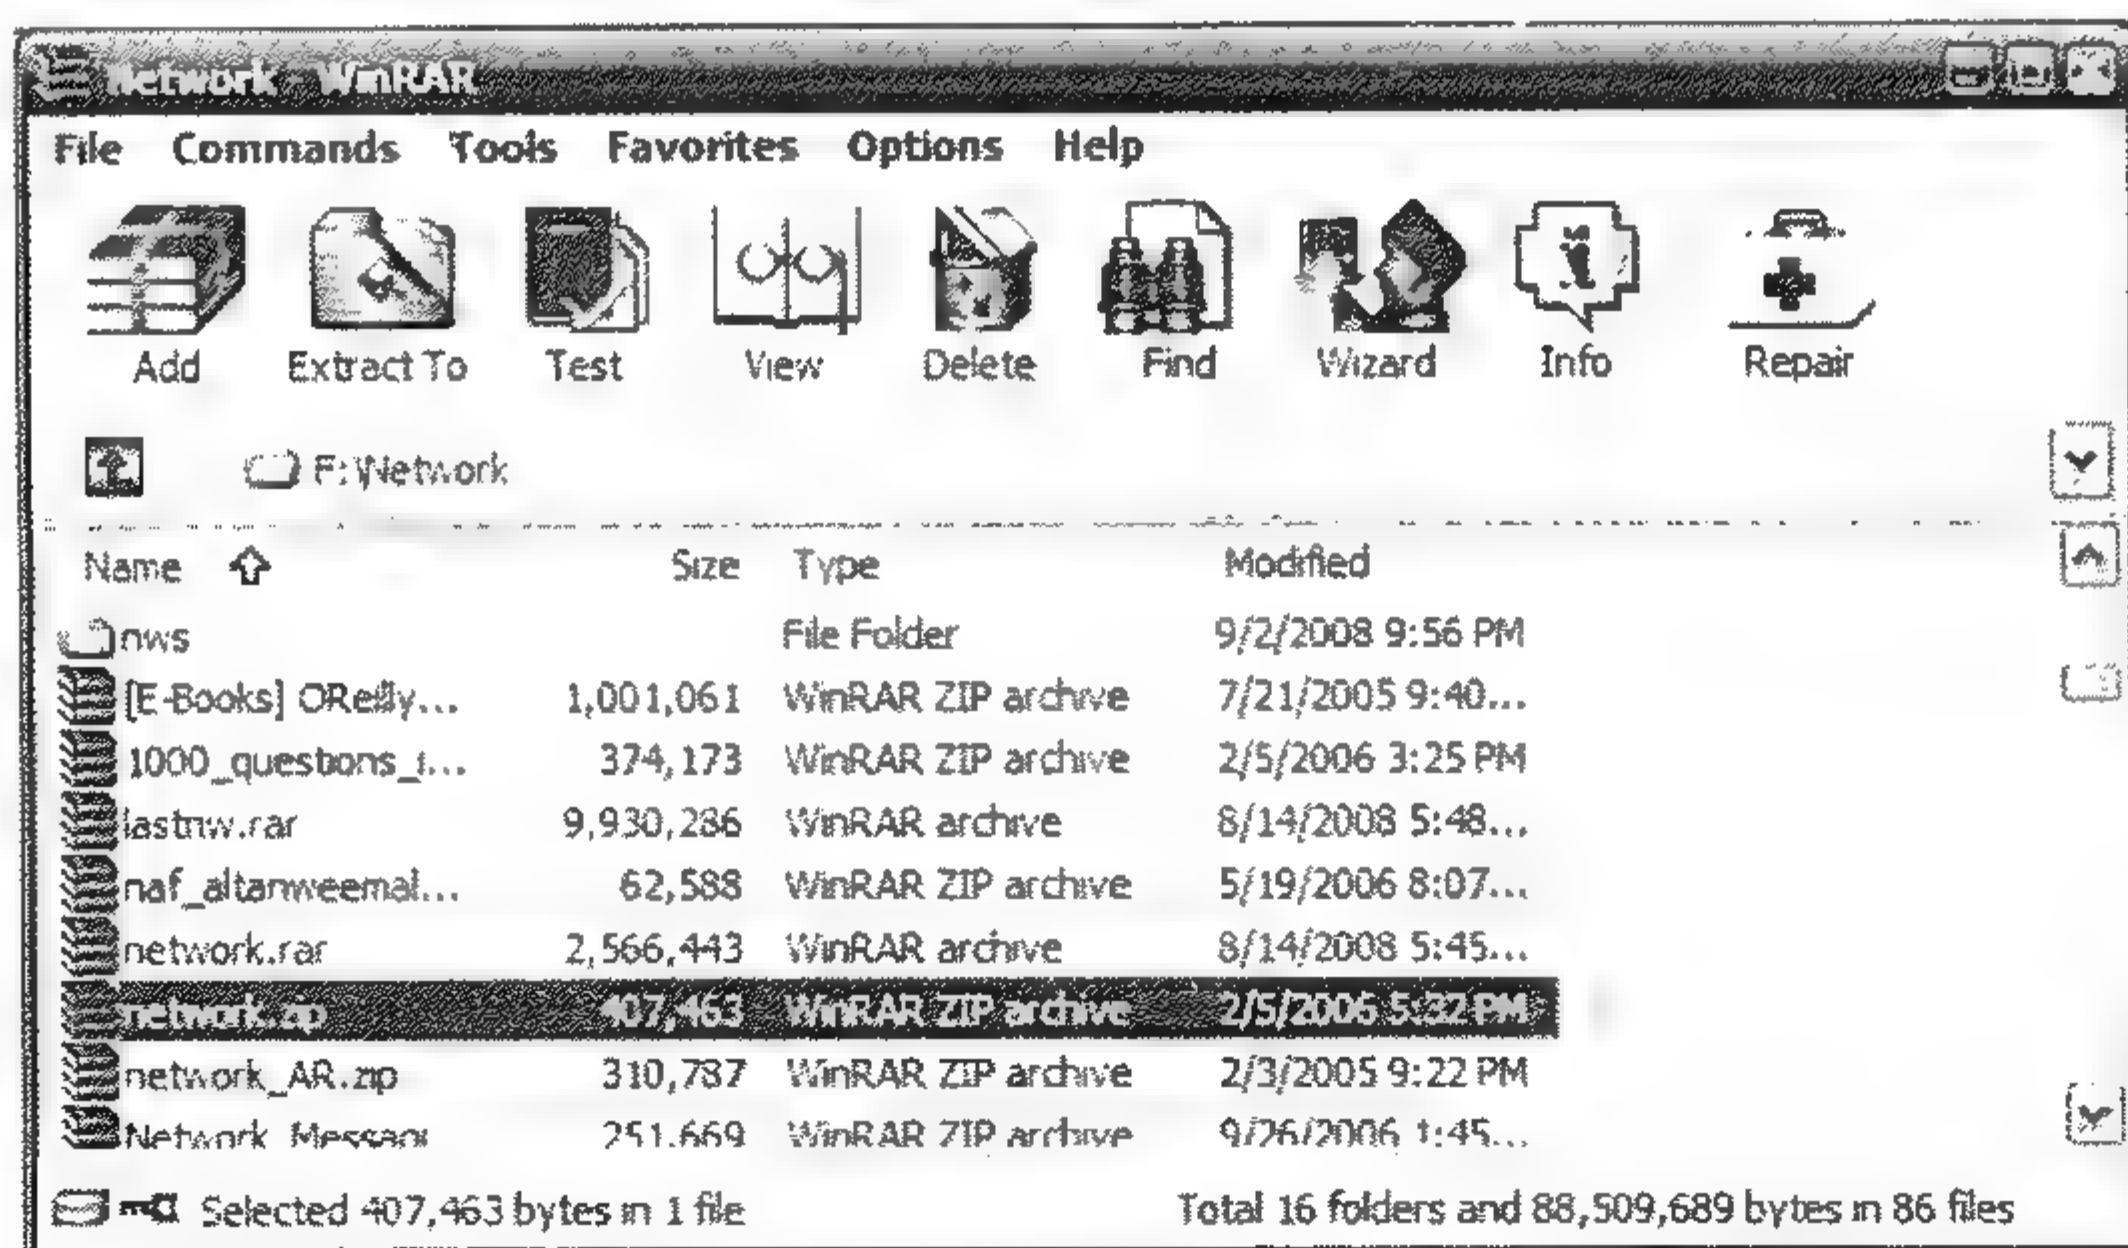 Network - WinRAR
File Commands Tools Favorites Options Help
Add Extract To Test View Delete Find Wizard Info Repair
F:\Network
Name Size Type Modified
nws File Folder 9/2/2008 9:56 PM
[E-Books] OReilly... 1,001,061 WinRAR ZIP archive 7/21/2005 9:40...
1000_questions_i... 374,173 WinRAR ZIP archive 2/5/2006 3:25 PM
lastnw.rar 9,930,286 WinRAR archive 8/14/2008 5:48...
naf_altanweemal... 62,588 WinRAR ZIP archive 5/19/2006 8:07...
network.rar 2,566,443 WinRAR archive 8/14/2008 5:45...
network.zip 407,463 WinRAR ZIP archive 2/5/2006 5:32 PM
network_AR.zip 310,787 WinRAR ZIP archive 2/3/2005 9:22 PM
Network 251,669 WinRAR ZIP archive 9/26/2006 1:45...
Selected 407,463 bytes in 1 file Total 16 folders and 88,509,689 bytes in 86 files